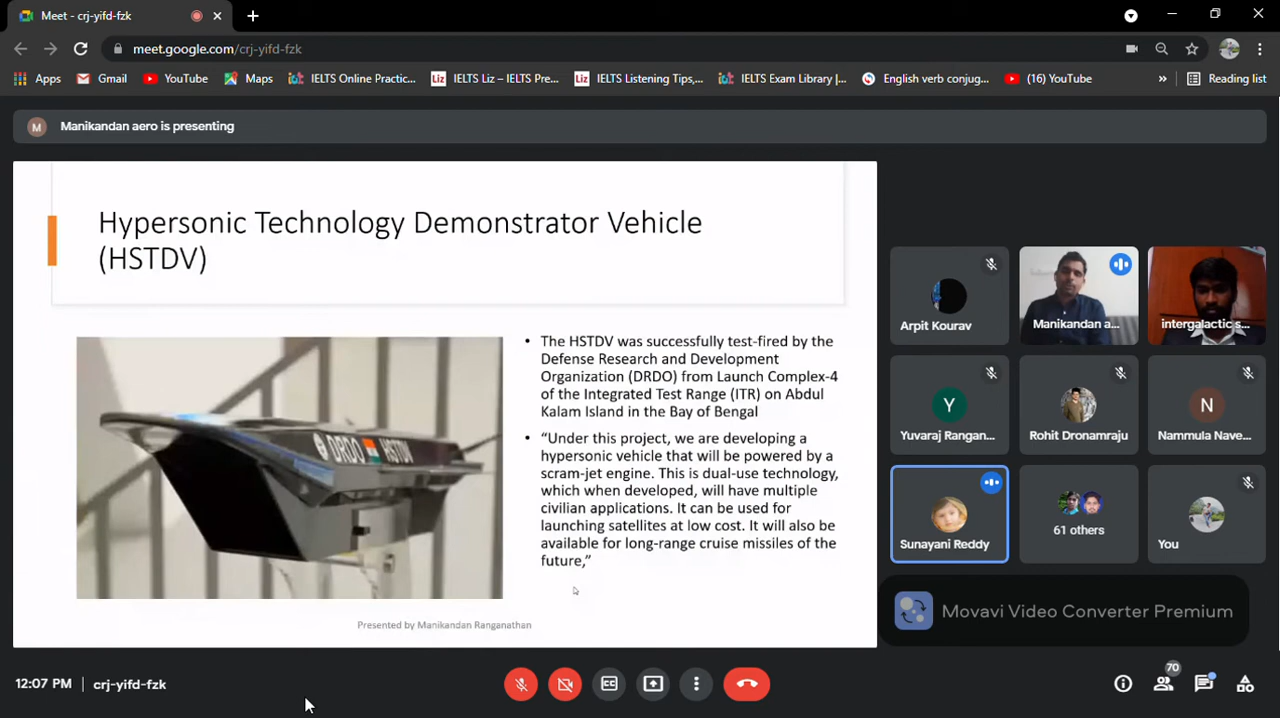 Meet - crj-yifd-fzk
meet.google.com/crj-yifd-fzk
Apps
Gmail
YouTube
Maps
IELTS Online Practic...
Liz
IELTS Liz – IELTS Pre...
Liz
IELTS Listening Tips,...
IELTS Exam Library |...
English verb conjug...
(16) YouTube
»
Reading list
M
Manikandan aero is presenting
Hypersonic Technology Demonstrator Vehicle
(HSTDV)
DRDO HSTDV
• The HSTDV was successfully test-fired by the
Defense Research and Development
Organization (DRDO) from Launch Complex-4
of the Integrated Test Range (ITR) on Abdul
Kalam Island in the Bay of Bengal
• “Under this project, we are developing a
hypersonic vehicle that will be powered by a
scram-jet engine. This is dual-use technology,
which when developed, will have multiple
civilian applications. It can be used for
launching satellites at low cost. It will also be
available for long-range cruise missiles of the
future,”
Presented by Manikandan Ranganathan
Arpit Kourav
Manikandan a...
intergalactic s...
Y
Yuvaraj Rangan...
Rohit Dronamraju
N
Nammula Nave...
Sunayani Reddy
61 others
You
Movavi Video Converter Premium
12:07 PM | crj-yifd-fzk
CC
70